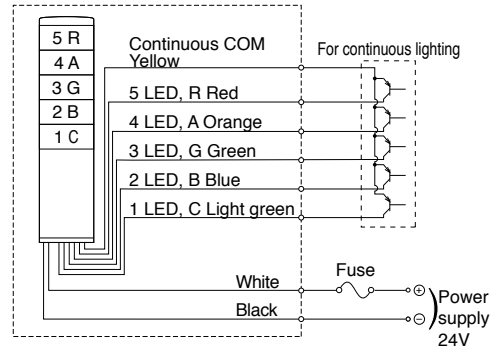 5 R
4 A
3 G
2 B
1 C
Continuous COM
Yellow
For continuous lighting
5 LED, R Red
4 LED, A Orange
3 LED, G Green
2 LED, B Blue
1 LED, C Light green
White
Fuse
Black
⊕
⊖
Power
supply
24V